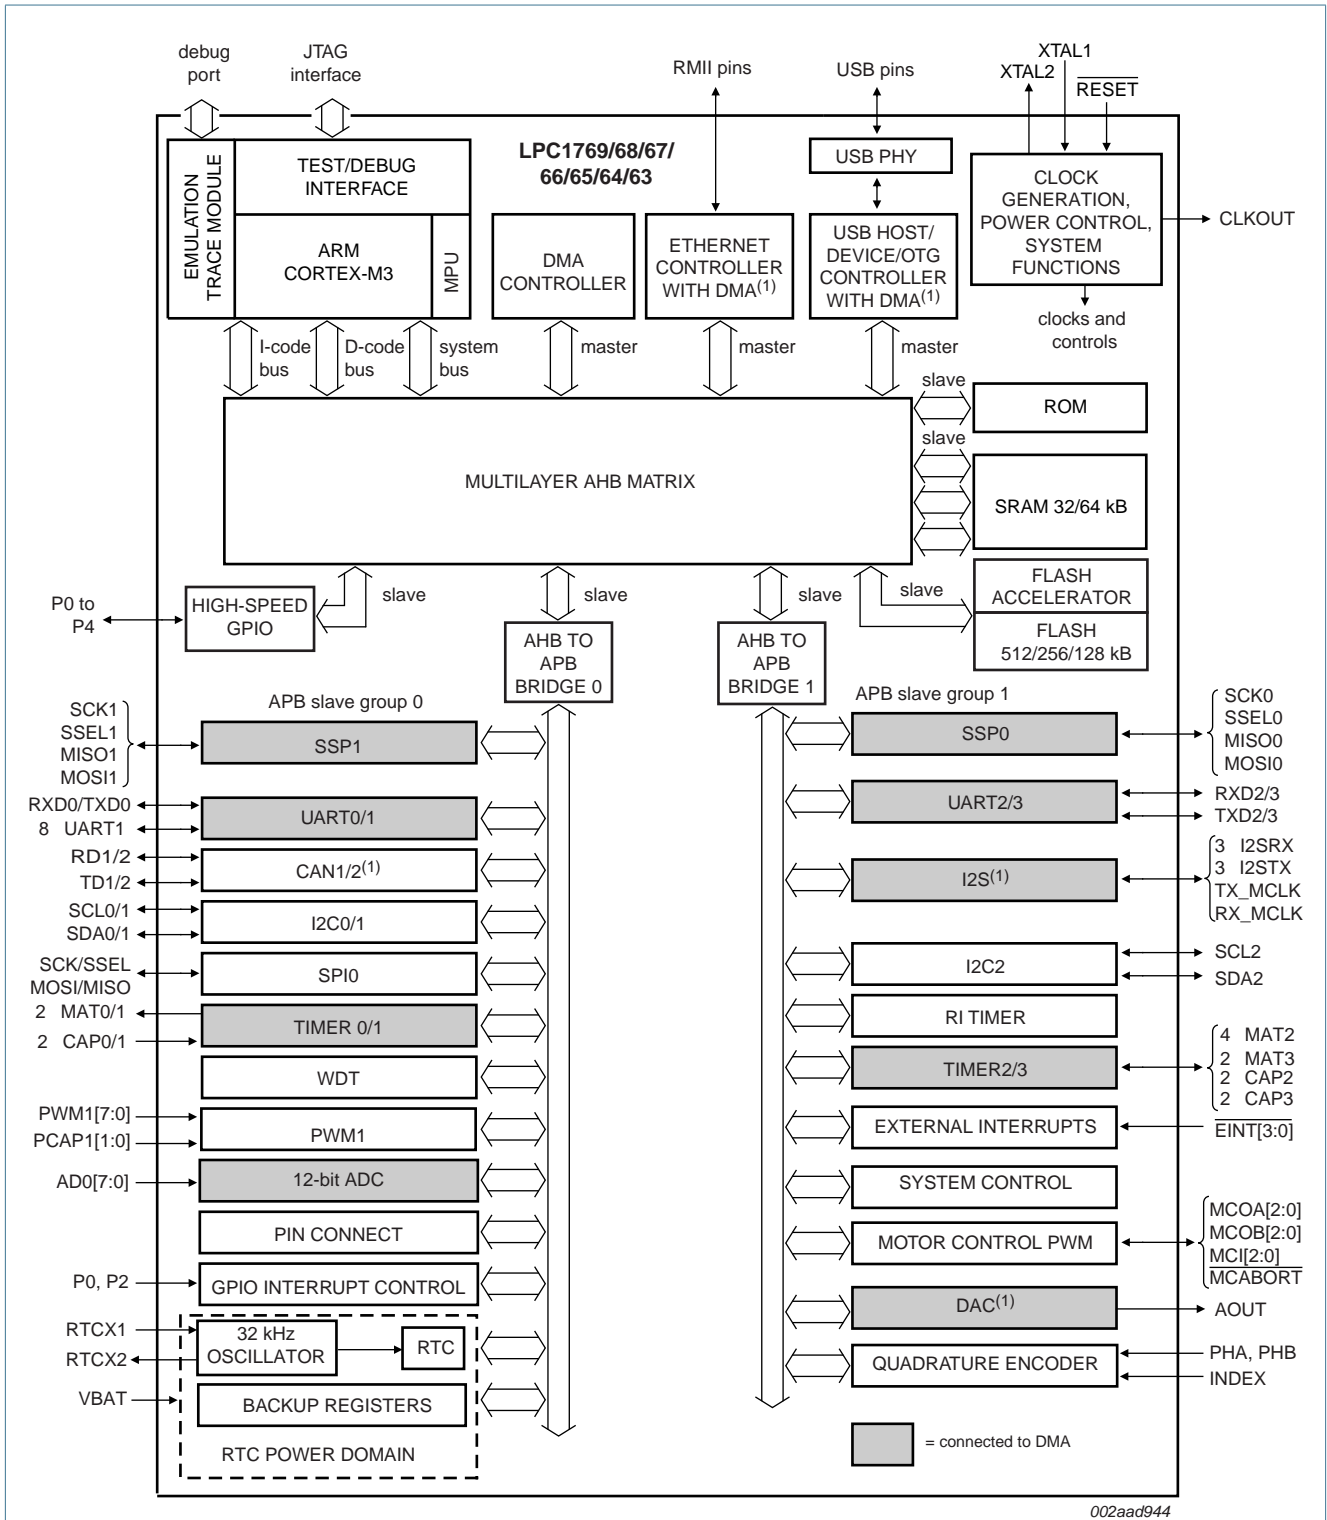 debug
port
JTAG
interface
RMII pins
USB pins
XTAL1
XTAL2
RESET
EMULATION
TRACE MODULE
TEST/DEBUG
INTERFACE
ARM
CORTEX-M3
MPU
LPC1769/68/67/
66/65/64/63
DMA
CONTROLLER
ETHERNET
CONTROLLER
WITH DMA(1)
USB PHY
USB HOST/
DEVICE/OTG
CONTROLLER
WITH DMA(1)
CLOCK
GENERATION,
POWER CONTROL,
SYSTEM
FUNCTIONS
CLKOUT
clocks and
controls
I-code
bus
D-code
bus
system
bus
master
master
master
slave
ROM
slave
MULTILAYER AHB MATRIX
SRAM 32/64 kB
P0 to
P4
HIGH-SPEED
GPIO
slave
slave
slave
slave
FLASH
ACCELERATOR
FLASH
512/256/128 kB
AHB TO
APB
BRIDGE 0
AHB TO
APB
BRIDGE 1
APB slave group 0
APB slave group 1
SCK1
SSEL1
MISO1
MOSI1
SSP1
SSP0
SCK0
SSEL0
MISO0
MOSI0
RXD0/TXD0
8 UART1
UART0/1
UART2/3
RXD2/3
TXD2/3
RD1/2
TD1/2
CAN1/2(1)
I2S(1)
3 I2SRX
3 I2STX
TX_MCLK
RX_MCLK
SCL0/1
SDA0/1
I2C0/1
I2C2
SCL2
SDA2
SCK/SSEL
MOSI/MISO
SPI0
RI TIMER
2 MAT0/1
2 CAP0/1
TIMER 0/1
TIMER2/3
4 MAT2
2 MAT3
2 CAP2
2 CAP3
WDT
PWM1[7:0]
PCAP1[1:0]
PWM1
EXTERNAL INTERRUPTS
EINT[3:0]
AD0[7:0]
12-bit ADC
SYSTEM CONTROL
PIN CONNECT
MOTOR CONTROL PWM
MCOA[2:0]
MCOB[2:0]
MCI[2:0]
MCABORT
P0, P2
GPIO INTERRUPT CONTROL
DAC(1)
AOUT
RTCX1
RTCX2
32 kHz
OSCILLATOR
RTC
QUADRATURE ENCODER
PHA, PHB
INDEX
VBAT
BACKUP REGISTERS
RTC POWER DOMAIN
= connected to DMA
002aad944